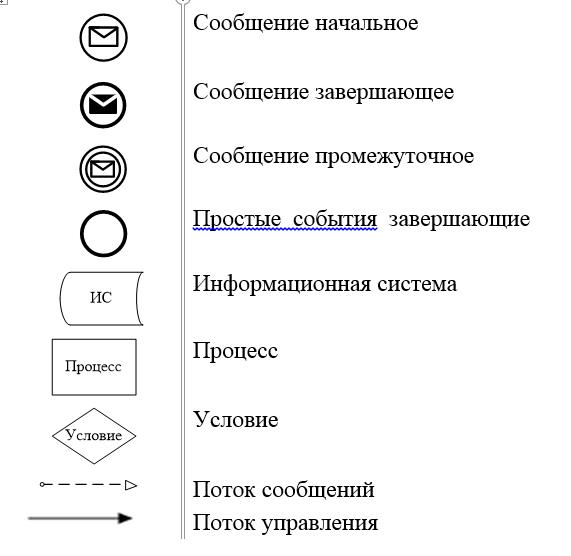 Сообщение начальное
Сообщение завершающее
Сообщение промежуточное
Простые события завершающие
ИС
Информационная система
Процесс
Процесс
Условие
Условие
Поток сообщений
Поток управления